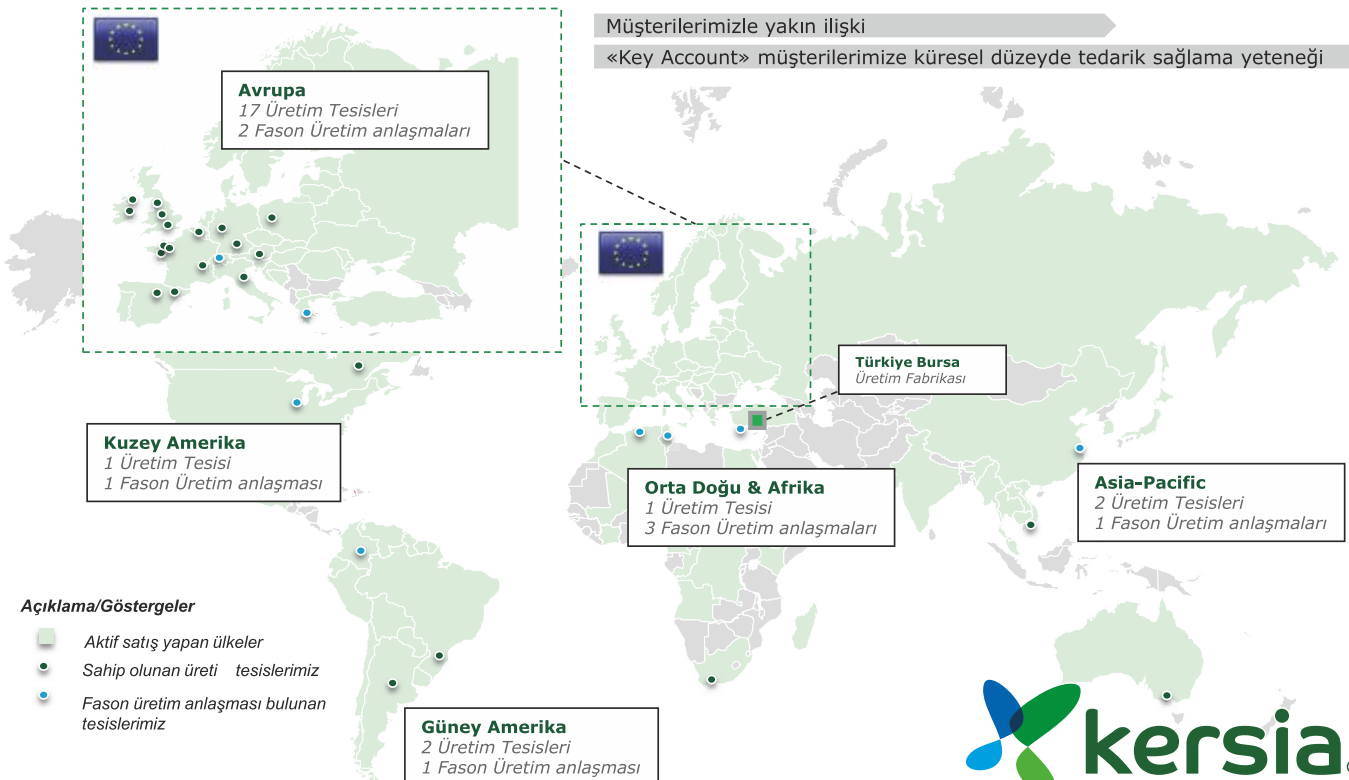 Müşterilerimizle yakın ilişki
«Key Account» müşterilerimize küresel düzeyde tedarik sağlama yeteneği
Avrupa
17 Üretim Tesisleri
2 Fason Üretim anlaşmaları
Türkiye Bursa
Üretim Fabrikası
Kuzey Amerika
1 Üretim Tesisi
1 Fason Üretim anlaşması
Orta Doğu & Afrika
1 Üretim Tesisi
3 Fason Üretim anlaşmaları
Asia-Pacific
2 Üretim Tesisleri
1 Fason Üretim anlaşmaları
Açıklama/Göstergeler
Aktif satış yapan ülkeler
Sahip olunan üreti tesislerimiz
Fason üretim anlaşması bulunan
tesislerimiz
Güney Amerika
2 Üretim Tesisleri
1 Fason Üretim anlaşması
kersia